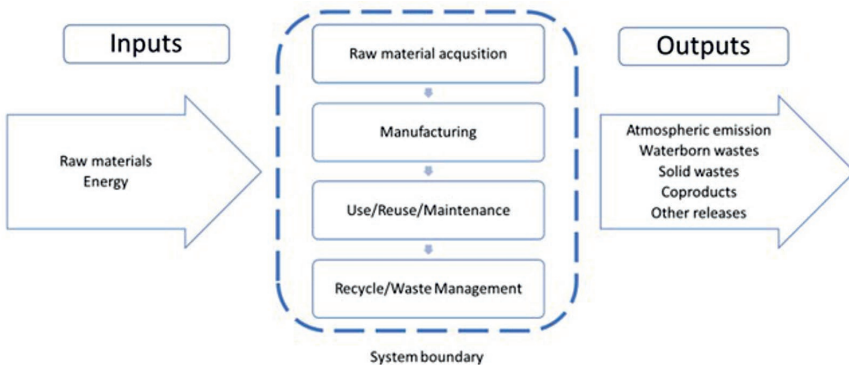 Inputs
Raw materials
Energy
Raw material acqusition
Manufacturing
Use/Reuse/Maintenance
Recycle/Waste Management
System boundary
Outputs
Atmospheric emission
Waterborn wastes
Solid wastes
Coproducts
Other releases